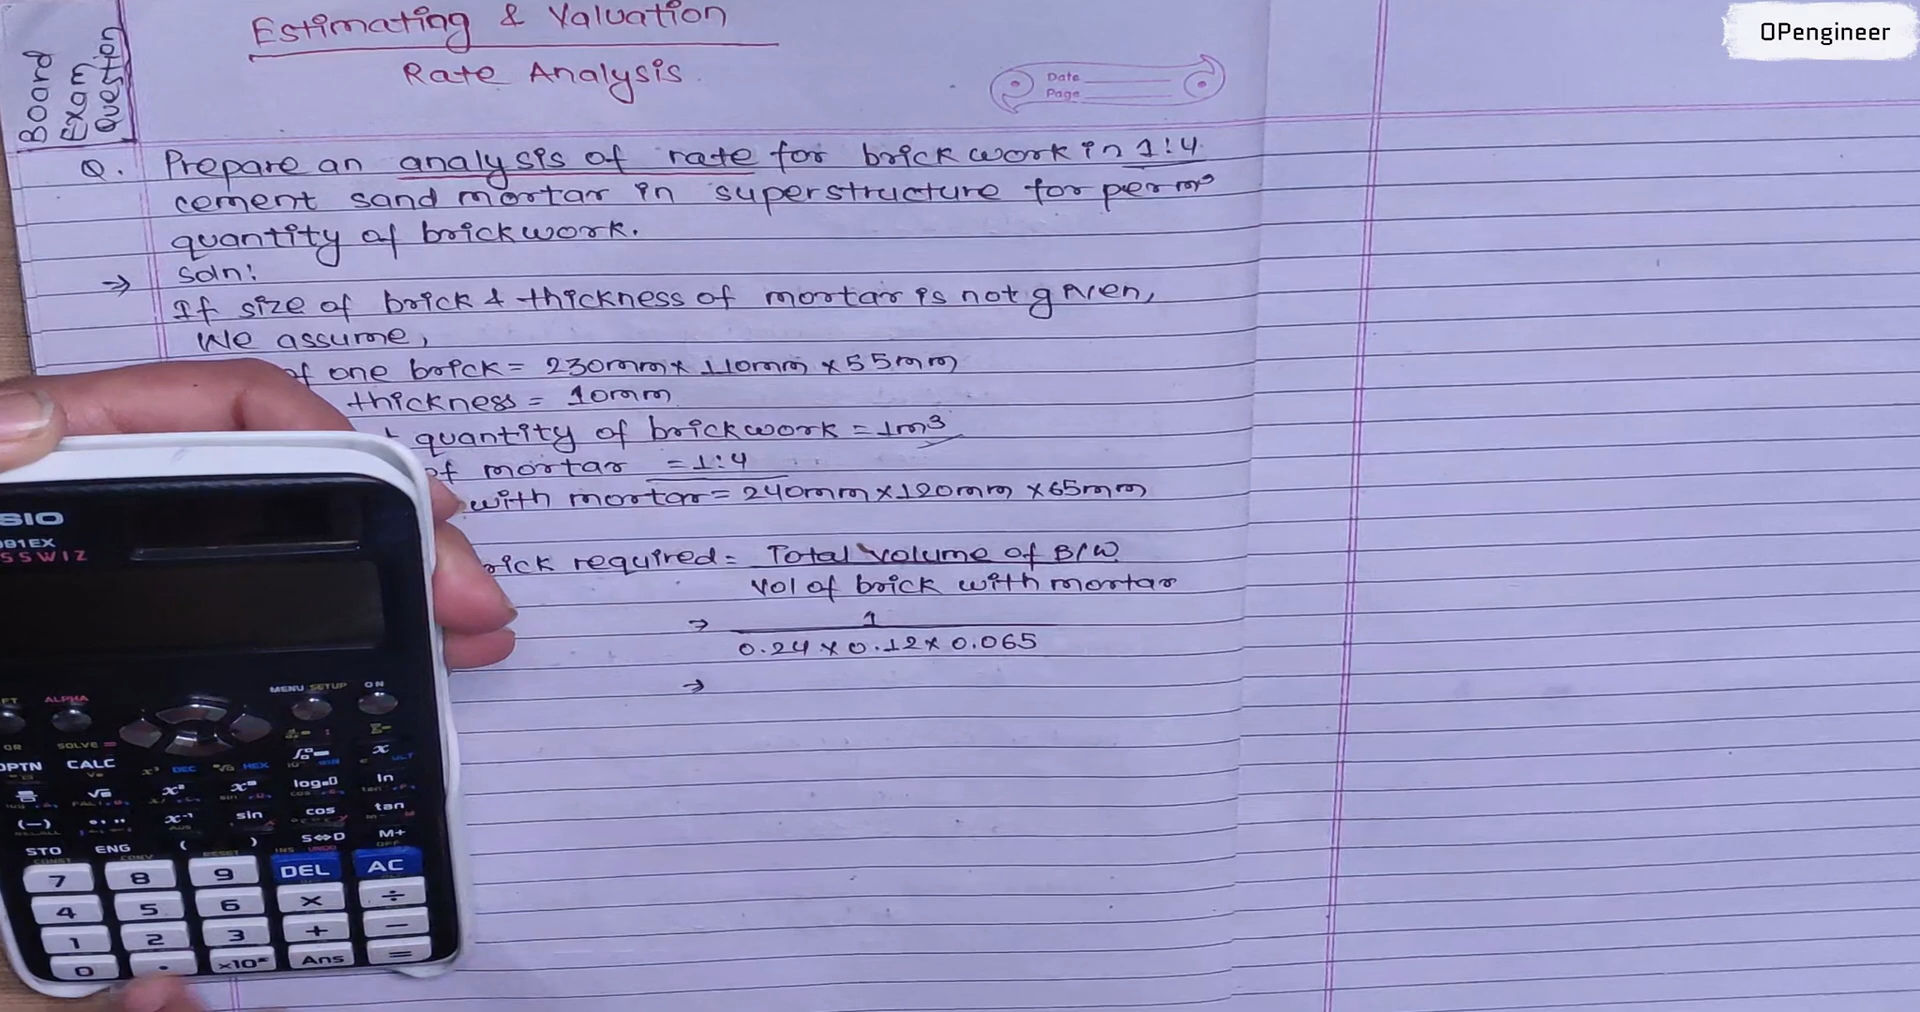 OPengineer
Board
Exam
Question
Estimating & Valuation
Rate Analysis
Date
Page
Q. Prepare an analysis of rate for brick work in 1:4
cement sand mortar in superstructure for per m³
quantity of brickwork.
→ Soln:
If size of brick & thickness of mortar is not given,
We assume,
of one brick = 230mm × 110mm × 55mm
thickness = 10mm
quantity of brickwork = 1m³
of mortar = 1:4
with mortar = 240mm × 120mm × 65mm
rick required = Total volume of B/W
Vol of brick with mortar
→ 1
0.24 × 0.12 × 0.065
→
SIO
91EX
SSWIZ
MENU SETUP ON
ALPHA
SOLVE =
OPTN CALC
x
√ x² log ln
(−) x⁻¹ sin cos tan
STO ENG ( ) S⇔D M+
7 8 9 DEL AC
4 5 6 × ÷
1 2 3 + −
0 . ×10ˣ Ans =